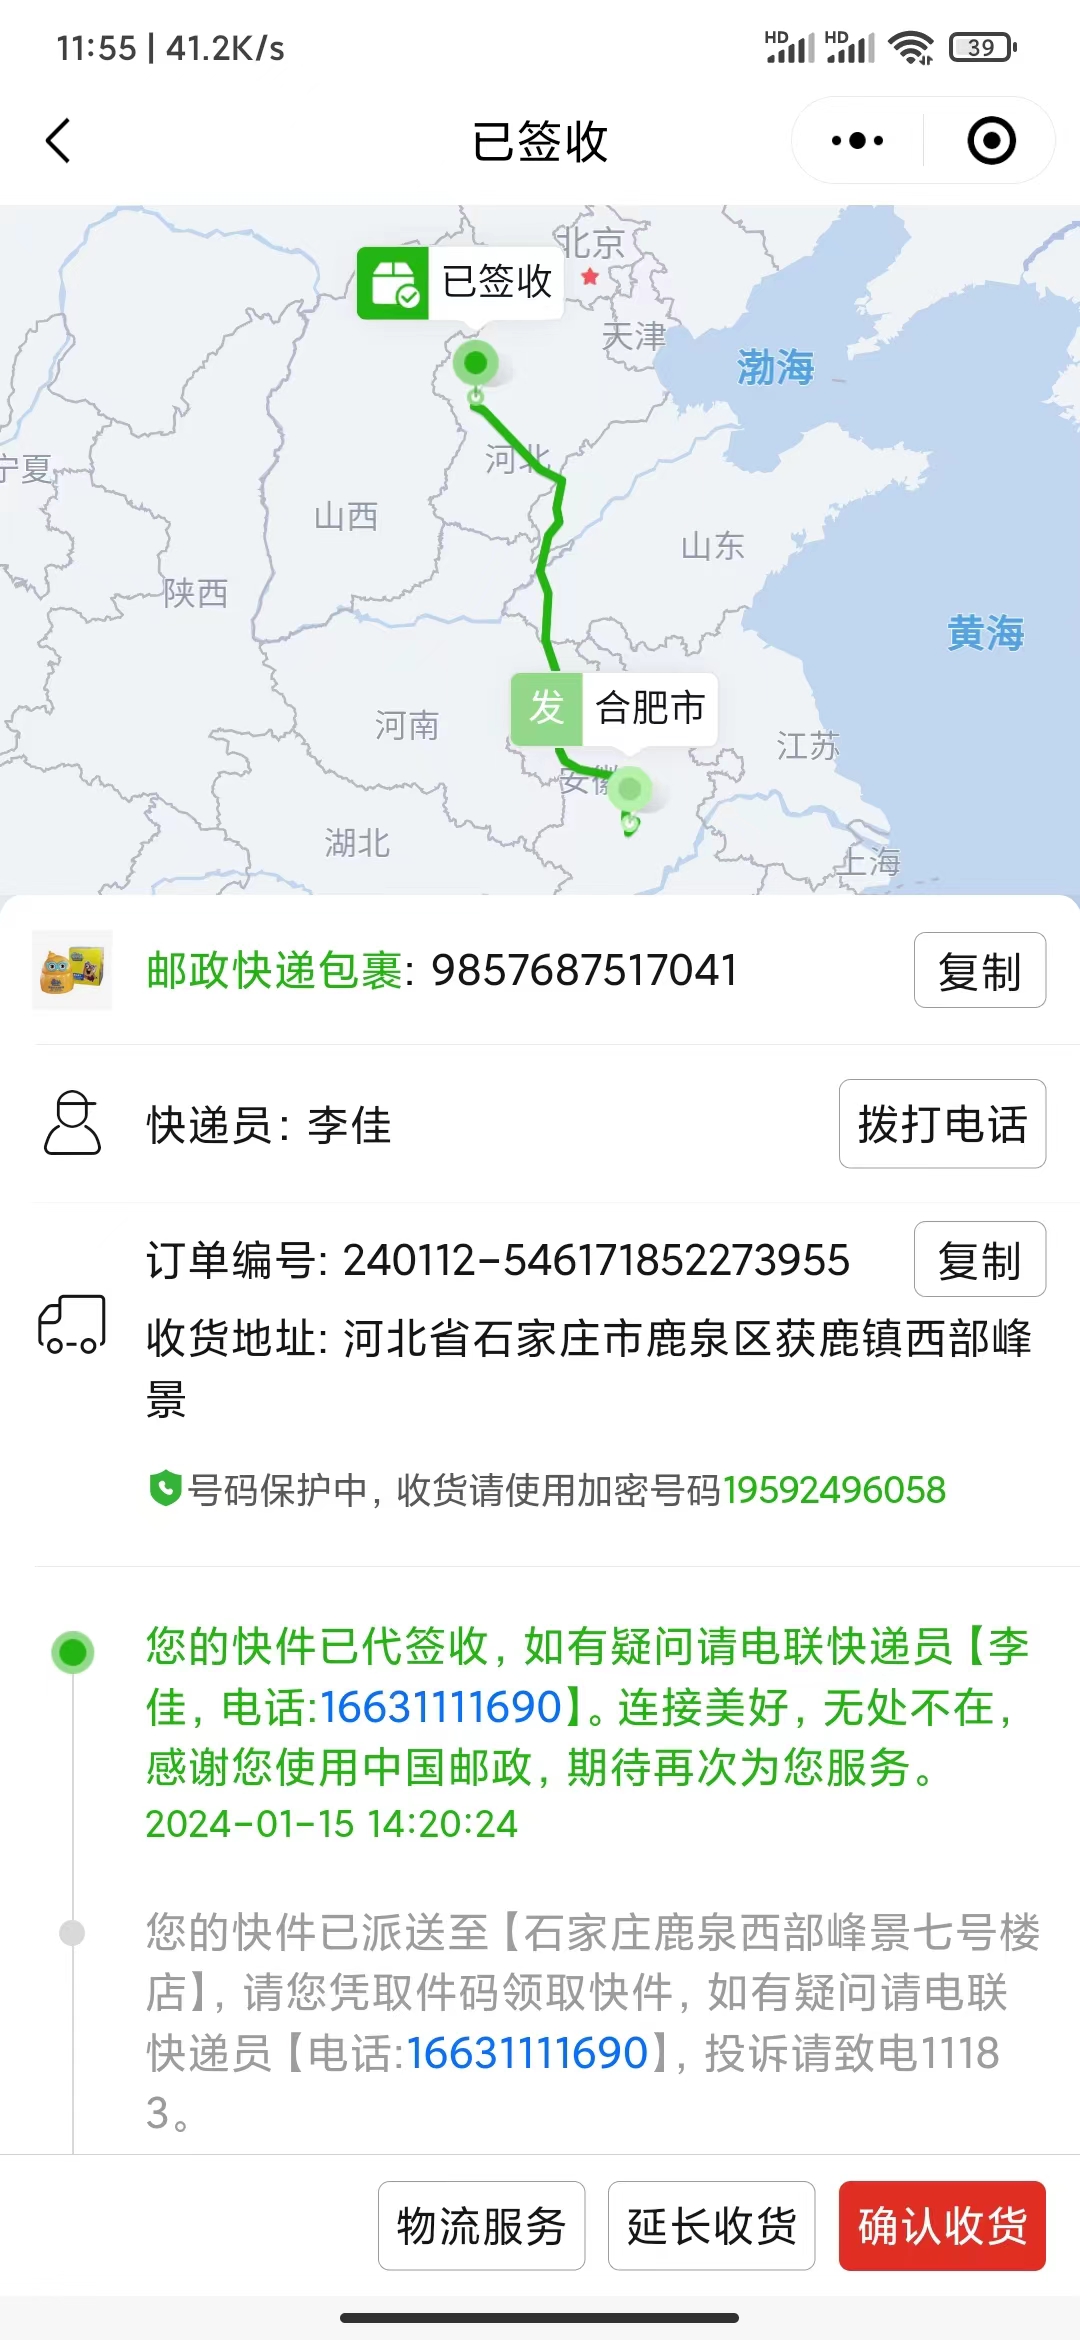 11:55 | 41.2K/s
HD HD 39
已签收
北京
已签收
天津
渤海
河北
宁夏
山西
山东
陕西
黄海
发 合肥市
河南
江苏
安徽
湖北
上海
邮政快递包裹: 9857687517041 复制
快递员: 李佳 拨打电话
订单编号: 240112-546171852273955 复制
收货地址: 河北省石家庄市鹿泉区获鹿镇西部峰
景
号码保护中, 收货请使用加密号码19592496058
您的快件已代签收, 如有疑问请电联快递员【李
佳, 电话:16631111690】。连接美好, 无处不在,
感谢您使用中国邮政, 期待再次为您服务。
2024-01-15 14:20:24
您的快件已派送至【石家庄鹿泉西部峰景七号楼
店】, 请您凭取件码领取快件, 如有疑问请电联
快递员【电话:16631111690】, 投诉请致电1118
3。
物流服务 延长收货 确认收货